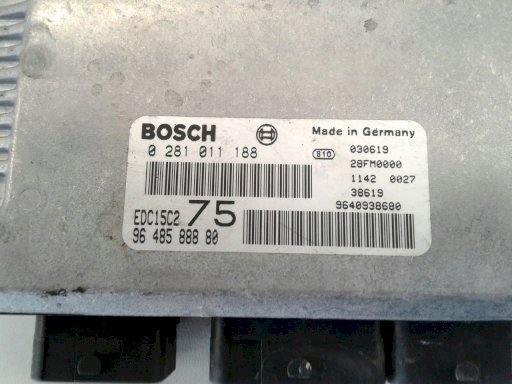 BOSCH Made in Germany
0 281 011 188 810 030619
28FM0000
1142 0027
38619
9640938680
EDC15C2 75
96 485 888 80